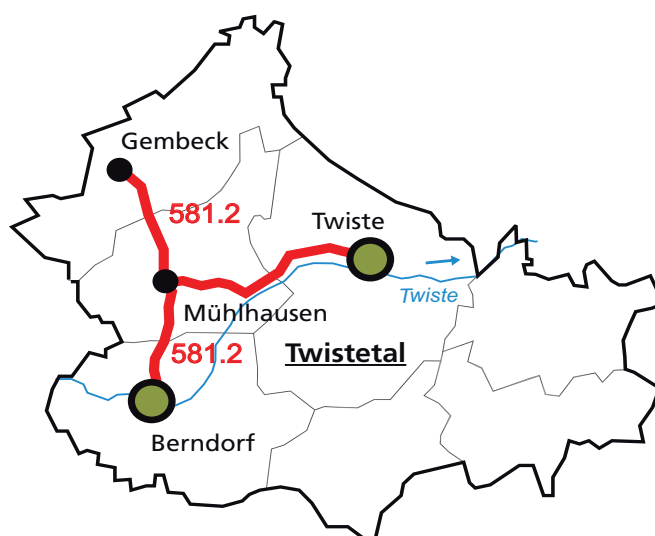 Gembeck
581.2
Twiste
Twiste
Mühlhausen
581.2
Twistetal
Berndorf